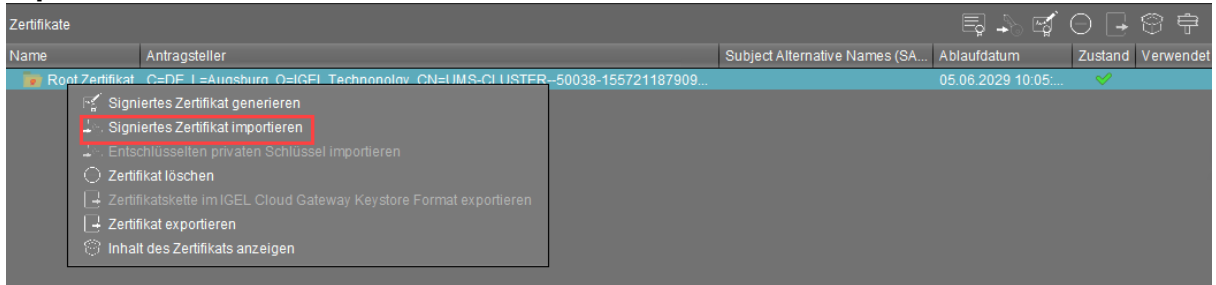 Zertifikate
Name Antragsteller Subject Alternative Names (SA... Ablaufdatum Zustand Verwendet
Root Zertifikat C=DE, L=Augsburg, O=IGEL Technopolgy, CN=UMS-CLUSTER--50038-155721187909... 05.06.2029 10:05:...
Signiertes Zertifikat generieren
Signiertes Zertifikat importieren
Entschlüsselten privaten Schlüssel importieren
Zertifikat löschen
Zertifikatskette im IGEL Cloud Gateway Keystore Format exportieren
Zertifikat exportieren
Inhalt des Zertifikats anzeigen